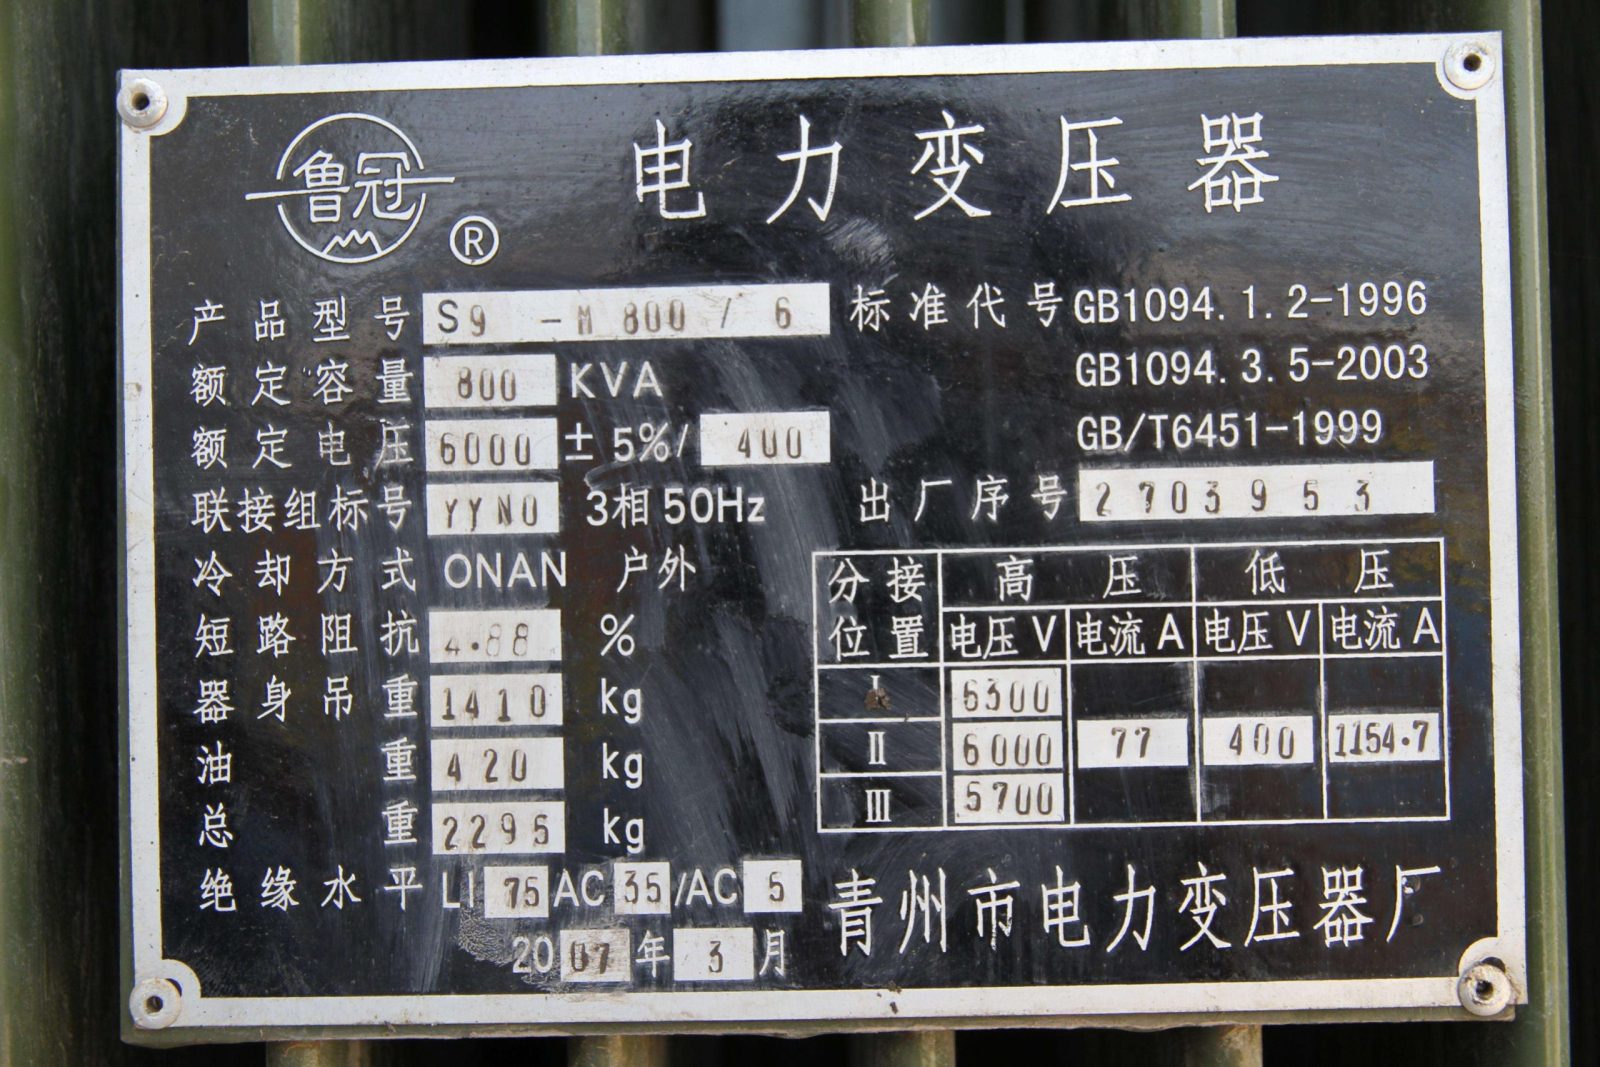 鲁冠
®
电力变压器
产品型号 S9 -M 800 / 6
额定容量 800 KVA
额定电压 6000 ±5%/ 400
联接组标号 YYN0 3相50Hz
冷却方式 ONAN 户外
短路阻抗 4.88 %
器身吊重 1410 kg
油重 420 kg
总重 2295 kg
绝缘水平 LI 75 AC 35 /AC 5
2007年3月
标准代号 GB1094.1.2-1996
GB1094.3.5-2003
GB/T6451-1999
出厂序号 2703953
分接位置 高压 低压
电压V 电流A 电压V 电流A
I 6300
II 6000 77 400 1154.7
III 5700
青州市电力变压器厂